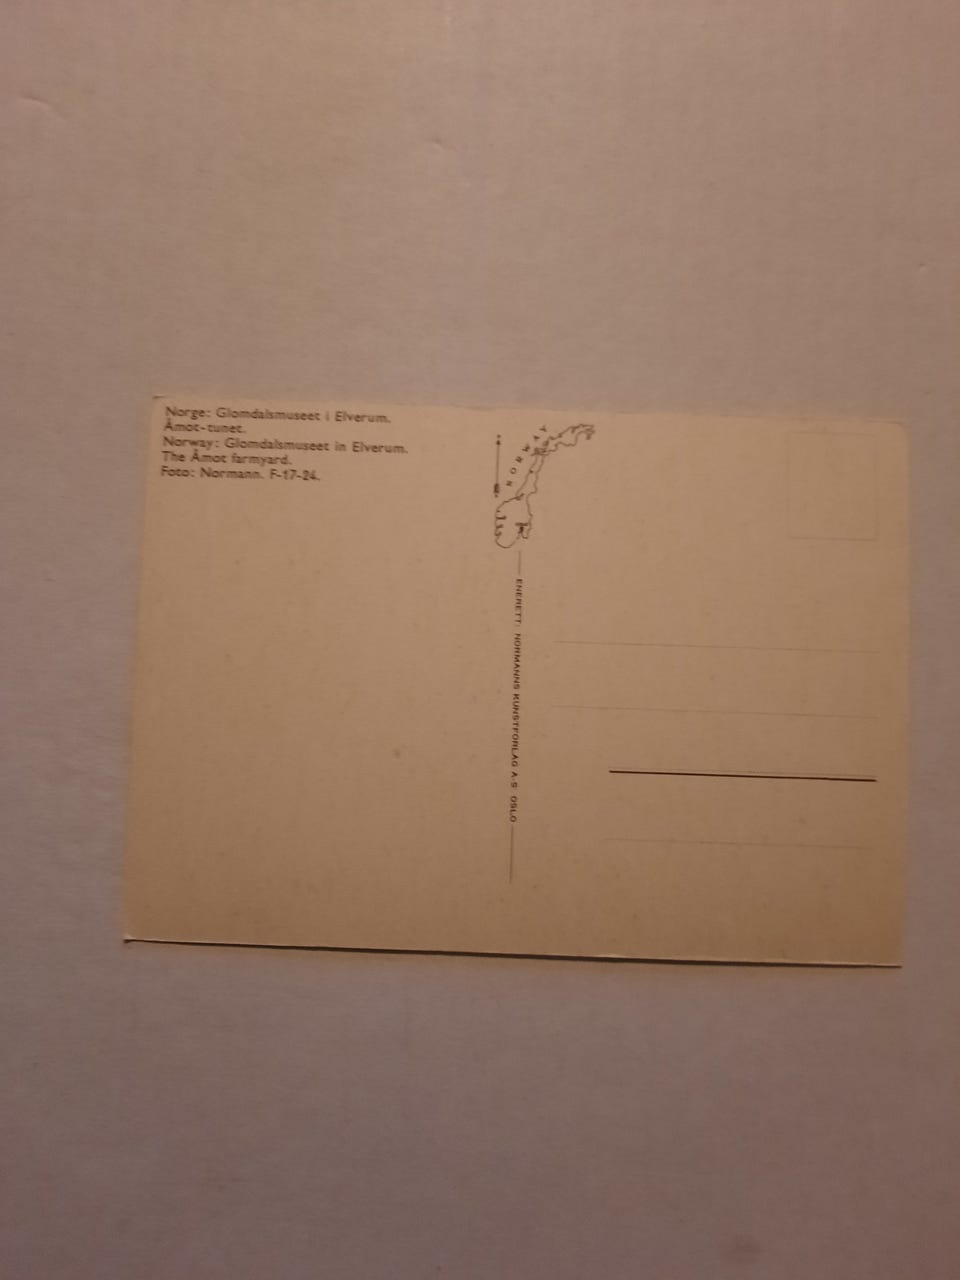 Norge: Glomdalsmuseet i Elverum.
Åmot-tunet.
Norway: Glomdalsmuseet in Elverum.
The Åmot farmyard.
Foto: Normann. F-17-24.
NORWAY
ENERETT: NORMANNS KUNSTFORLAG A-S OSLO